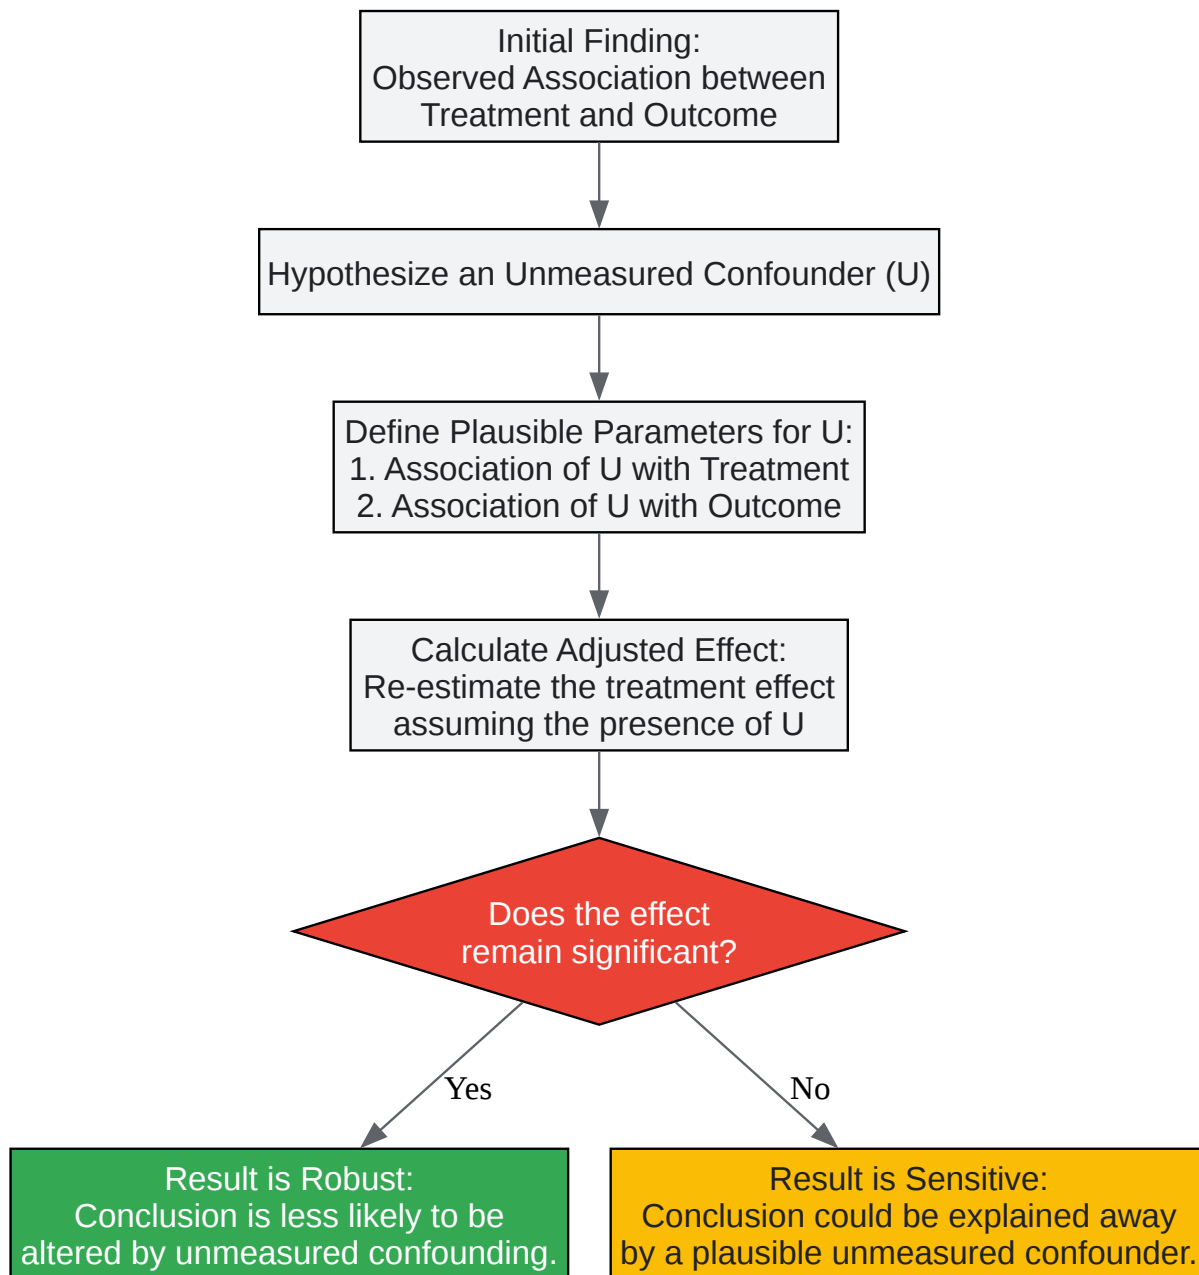 Initial Finding:
Observed Association between
Treatment and Outcome
Hypothesize an Unmeasured Confounder (U)
Define Plausible Parameters for U:
1. Association of U with Treatment
2. Association of U with Outcome
Calculate Adjusted Effect:
Re-estimate the treatment effect
assuming the presence of U
Does the effect
remain significant?
Yes
No
Result is Robust:
Conclusion is less likely to be
altered by unmeasured confounding.
Result is Sensitive:
Conclusion could be explained away
by a plausible unmeasured confounder.